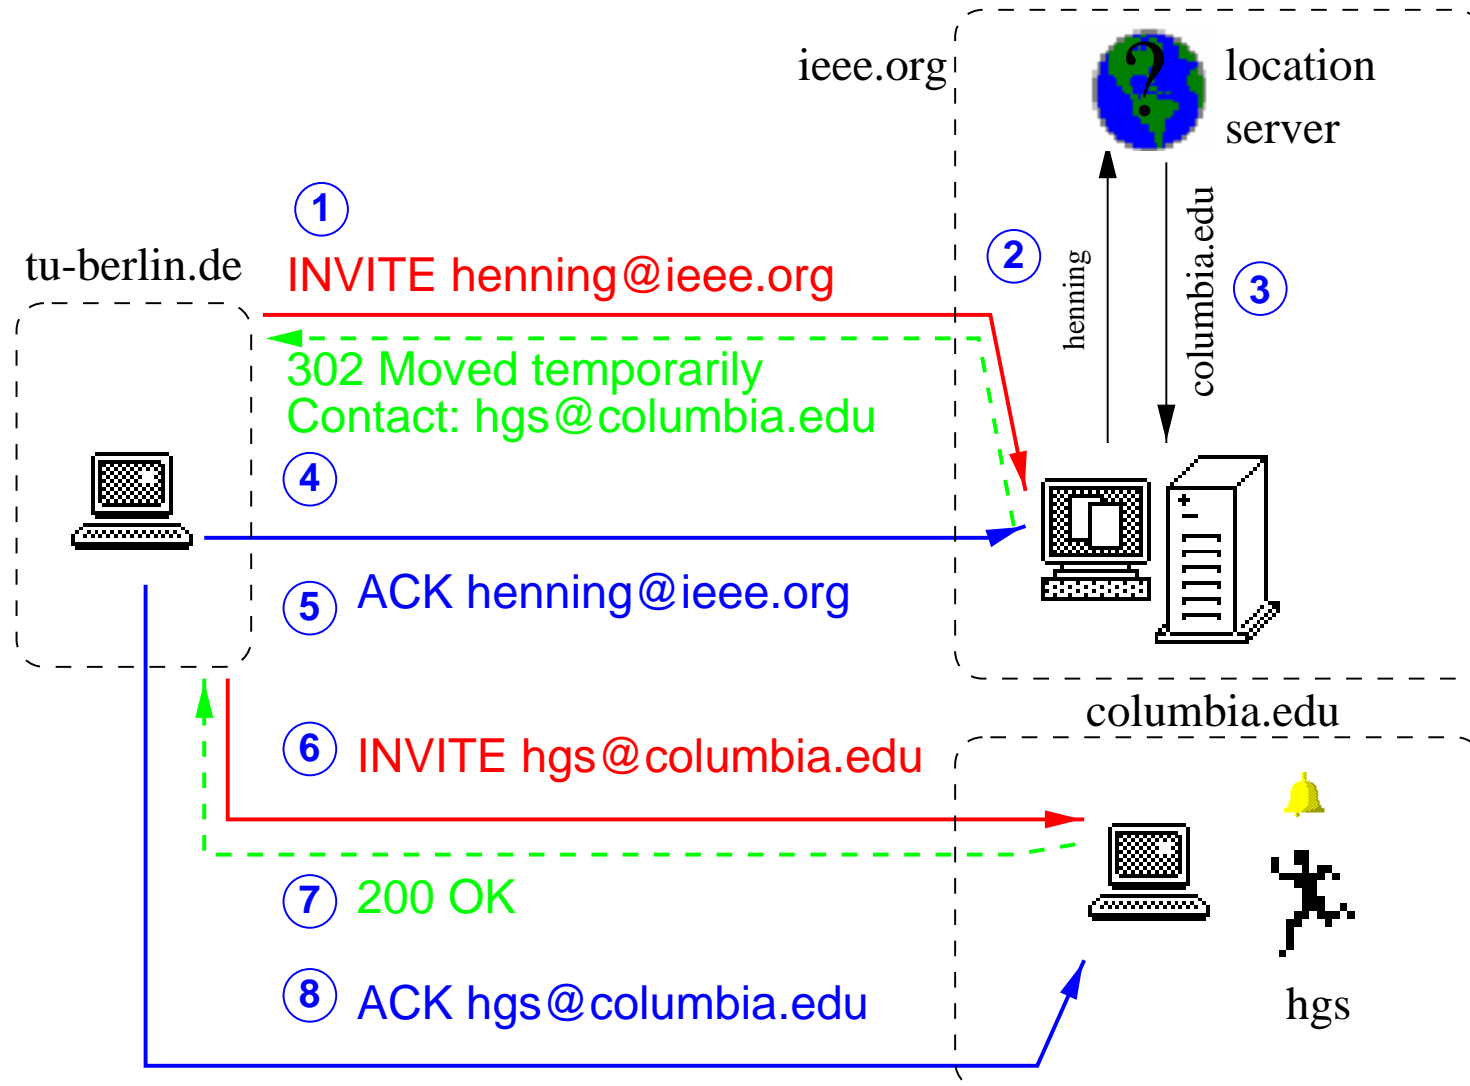 ieee.org
location
server
1
INVITE henning@ieee.org
tu-berlin.de
2
henning
columbia.edu
3
302 Moved temporarily
Contact: hgs@columbia.edu
4
5 ACK henning@ieee.org
columbia.edu
6 INVITE hgs@columbia.edu
7 200 OK
8 ACK hgs@columbia.edu
hgs
?